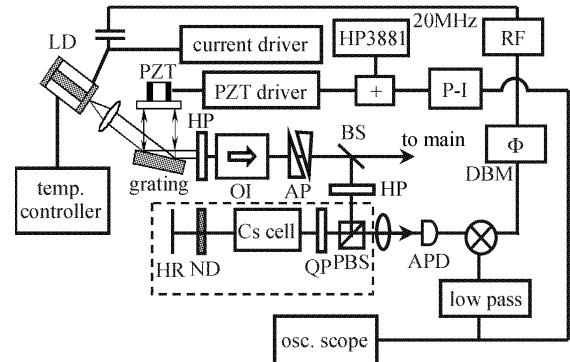 20MHz
RF
LD
current driver
HP3881
PZT
PZT driver
+
P-I
HP
BS
to main
Φ
DBM
grating
OI
AP
HP
temp.
controller
Cs cell
HR
ND
QP
PBS
APD
low pass
osc. scope